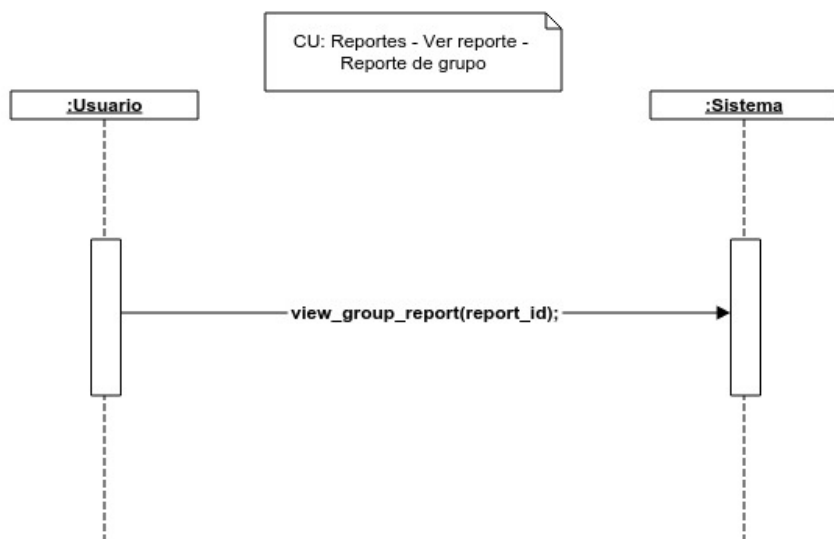 CU: Reportes - Ver reporte -
Reporte de grupo
:Usuario
:Sistema
view_group_report(report_id);